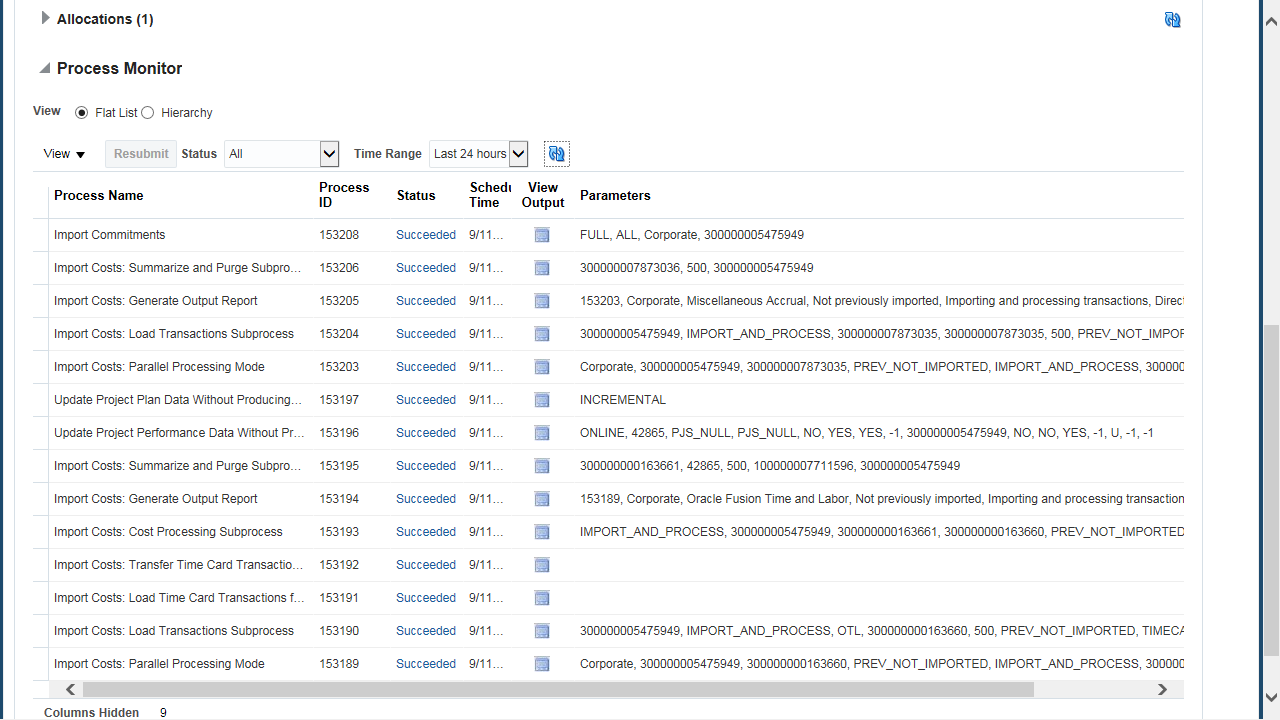 Allocations (1)
Process Monitor
View Flat List Hierarchy
View Resubmit Status All Time Range Last 24 hours
Process Name Process ID Status Schedu Time View Output Parameters
Import Commitments 153208 Succeeded 9/11... FULL, ALL, Corporate, 300000005475949
Import Costs: Summarize and Purge Subpro... 153206 Succeeded 9/11... 300000007873036, 500, 300000005475949
Import Costs: Generate Output Report 153205 Succeeded 9/11... 153203, Corporate, Miscellaneous Accrual, Not previously imported, Importing and processing transactions, Direct
Import Costs: Load Transactions Subprocess 153204 Succeeded 9/11... 300000005475949, IMPORT_AND_PROCESS, 300000007873035, 300000007873035, 500, PREV_NOT_IMPOR
Import Costs: Parallel Processing Mode 153203 Succeeded 9/11... Corporate, 300000005475949, 300000007873035, PREV_NOT_IMPORTED, IMPORT_AND_PROCESS, 300000
Update Project Plan Data Without Producing... 153197 Succeeded 9/11... INCREMENTAL
Update Project Performance Data Without Pr... 153196 Succeeded 9/11... ONLINE, 42865, PJS_NULL, PJS_NULL, NO, YES, YES, -1, 300000005475949, NO, NO, YES, -1, U, -1, -1
Import Costs: Summarize and Purge Subpro... 153195 Succeeded 9/11... 300000000163661, 42865, 500, 100000007711596, 300000005475949
Import Costs: Generate Output Report 153194 Succeeded 9/11... 153189, Corporate, Oracle Fusion Time and Labor, Not previously imported, Importing and processing transaction
Import Costs: Cost Processing Subprocess 153193 Succeeded 9/11... IMPORT_AND_PROCESS, 300000005475949, 300000000163661, 300000000163660, PREV_NOT_IMPORTED
Import Costs: Transfer Time Card Transactio... 153192 Succeeded 9/11...
Import Costs: Load Time Card Transactions f... 153191 Succeeded 9/11...
Import Costs: Load Transactions Subprocess 153190 Succeeded 9/11... 300000005475949, IMPORT_AND_PROCESS, OTL, 300000000163660, 500, PREV_NOT_IMPORTED, TIMECA
Import Costs: Parallel Processing Mode 153189 Succeeded 9/11... Corporate, 300000005475949, 300000000163660, PREV_NOT_IMPORTED, IMPORT_AND_PROCESS, 300000
Columns Hidden 9